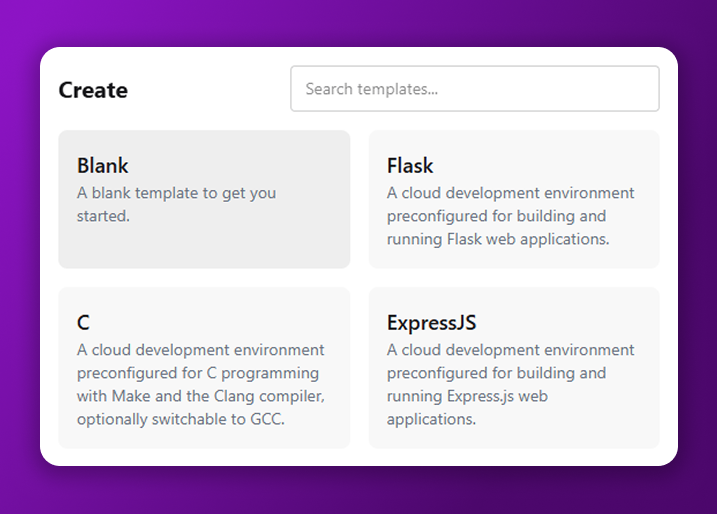 Create
Search templates...
Blank
A blank template to get you
started.
Flask
A cloud development environment
preconfigured for building and
running Flask web applications.
C
A cloud development environment
preconfigured for C programming
with Make and the Clang compiler,
optionally switchable to GCC.
ExpressJS
A cloud development environment
preconfigured for building and
running Express.js web
applications.